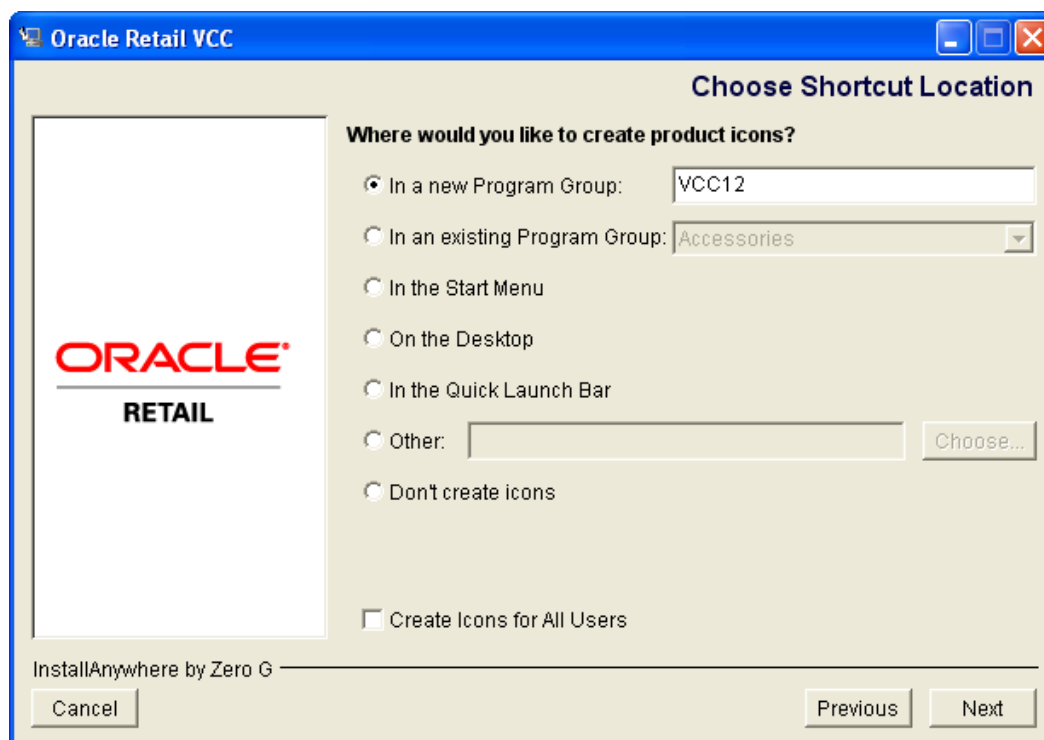 Oracle Retail VCC
Choose Shortcut Location
Where would you like to create product icons?
In a new Program Group: VCC12
In an existing Program Group: Accessories
In the Start Menu
On the Desktop
In the Quick Launch Bar
Other: Choose...
Don't create icons
ORACLE
RETAIL
Create Icons for All Users
InstallAnywhere by Zero G
Cancel Previous Next